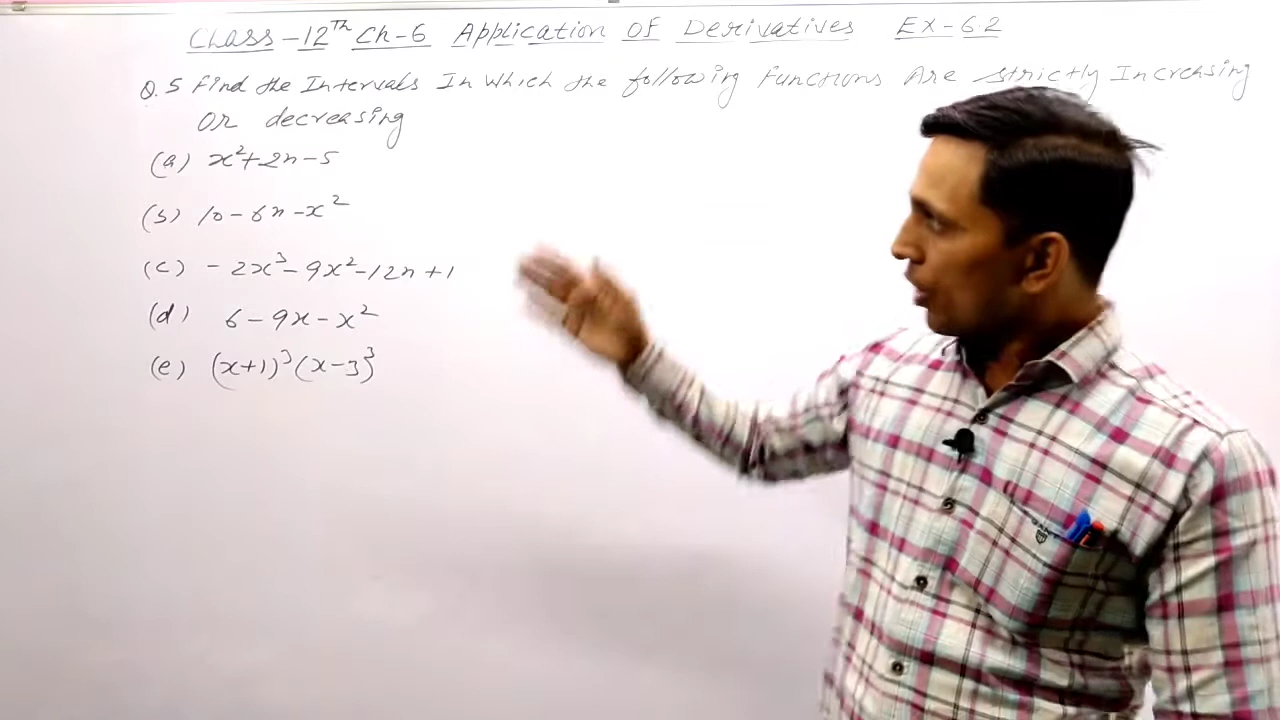 Class-12Th Ch-6 Application Of Derivatives Ex-6.2
Q.5 Find the Intervals In Which the following Functions Are Strictly Increasing
Or decreasing
(a) x²+2x-5
(b) 10-6x-x²
(c) -2x³-9x²-12x+1
(d) 6-9x-x²
(e) (x+1)³(x-3)³